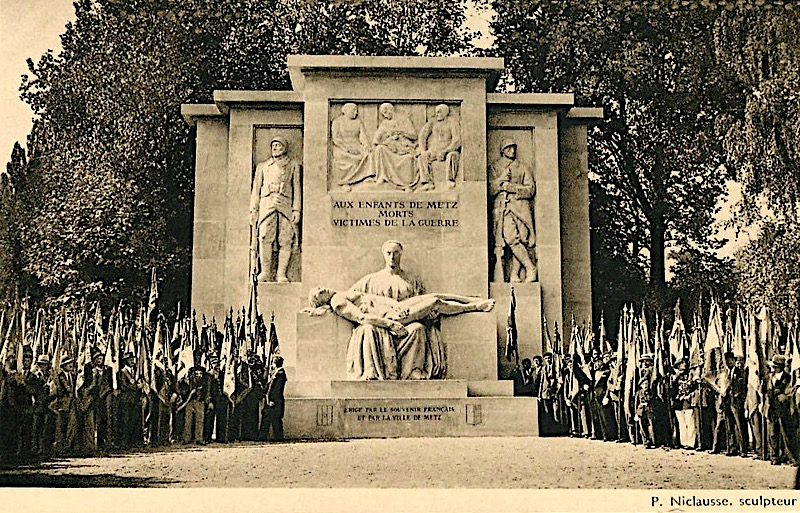 AUX ENFANTS DE METZ
MORTS
VICTIMES DE LA GUERRE
ERIGÉ PAR LE SOUVENIR FRANÇAIS
ET PAR LA VILLE DE METZ
P. Niclausse. sculpteur